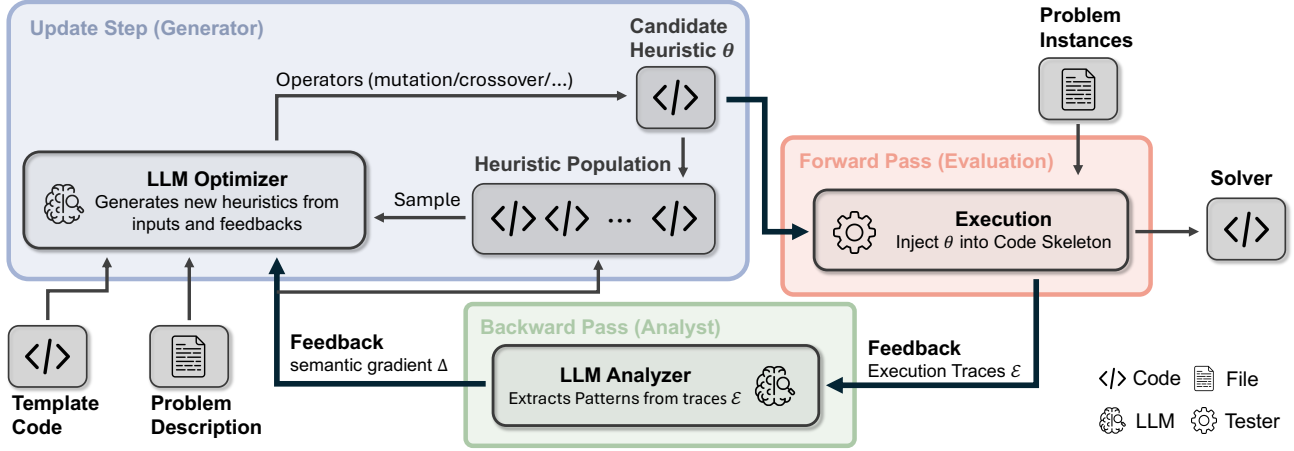 Update Step (Generator)
Candidate
Heuristic θ
Operators (mutation/crossover/...)
</>
Problem
Instances
LLM Optimizer
Generates new heuristics from
inputs and feedbacks
Sample
Heuristic Population
</> </> ... </>
Forward Pass (Evaluation)
Execution
Inject θ into Code Skeleton
Solver
</>
</>
Template
Code
Problem
Description
Feedback
semantic gradient Δ
Backward Pass (Analyst)
LLM Analyzer
Extracts Patterns from traces ℰ
Feedback
Execution Traces ℰ
</> Code
File
LLM
Tester